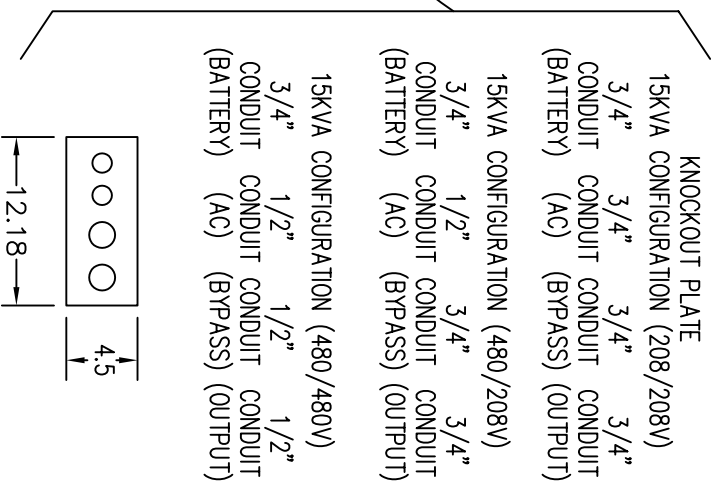 KNOCKOUT PLATE
15KVA CONFIGURATION (208/208V)
3/4" 3/4" 3/4" 3/4"
CONDUIT CONDUIT CONDUIT CONDUIT
(BATTERY) (AC) (BYPASS) (OUTPUT)
15KVA CONFIGURATION (480/208V)
3/4" 1/2" 3/4" 3/4"
CONDUIT CONDUIT CONDUIT CONDUIT
(BATTERY) (AC) (BYPASS) (OUTPUT)
15KVA CONFIGURATION (480/480V)
3/4" 1/2" 1/2" 1/2"
CONDUIT CONDUIT CONDUIT CONDUIT
(BATTERY) (AC) (BYPASS) (OUTPUT)
4.5
12.18